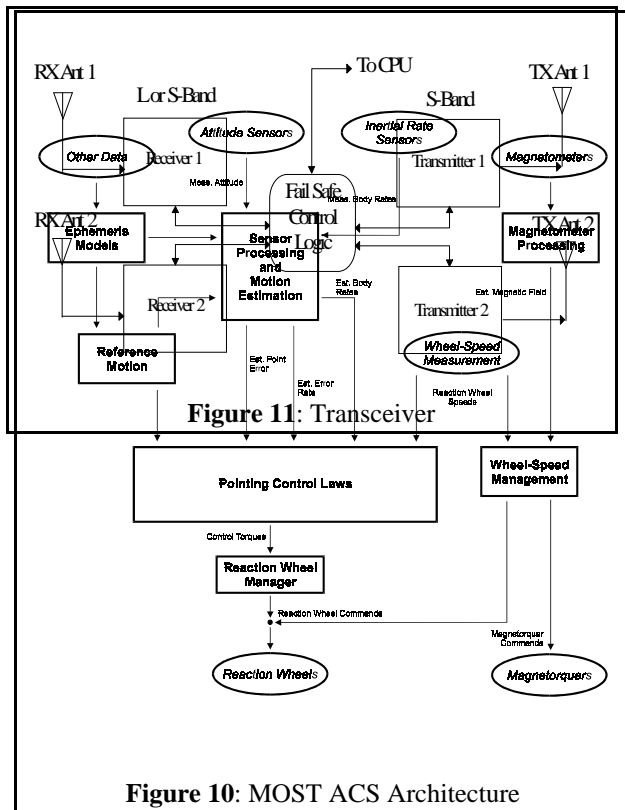 To CPU
RX Ant 1
TX Ant 1
L or S-Band
S-Band
Attitude Sensors
Inertial Rate
Sensors
Other Data
Receiver 1
Transmitter 1
Magnetometers
Meas. Attitude
Fail Safe
Meas. Body Rates
RX Ant 2
Control
TX Ant 2
Ephemeris
Models
Sensor
Processing
and
Motion
Estimation
Logic
Magnetometer
Processing
Est. Body
Rates
Est. Magnetic Field
Receiver 2
Transmitter 2
Reference
Motion
Wheel-Speed
Measurement
Est. Point
Error
Est. Error
Rate
Reaction Wheel
Speeds
Figure 11: Transceiver
Pointing Control Laws
Wheel-Speed
Management
Control Torques
Reaction Wheel
Manager
Reaction Wheel Commands
Magnetorquer
Commands
Reaction Wheels
Magnetorquers
Figure 10: MOST ACS Architecture